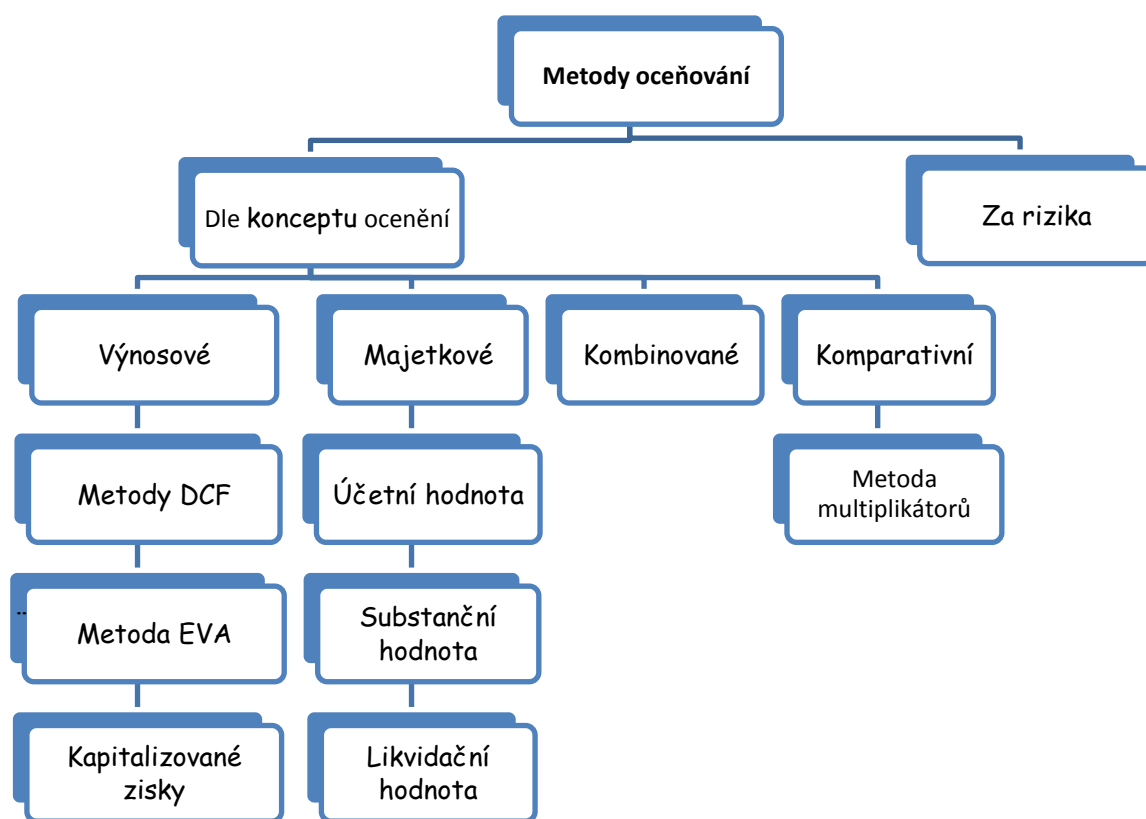 Metody oceňování
Dle konceptu ocenění
Za rizika
Výnosové
Majetkové
Kombinované
Komparativní
Metody DCF
Účetní hodnota
Metoda
multiplikátorů
...
Metoda EVA
Substanční
hodnota
Kapitalizované
zisky
Likvidační
hodnota